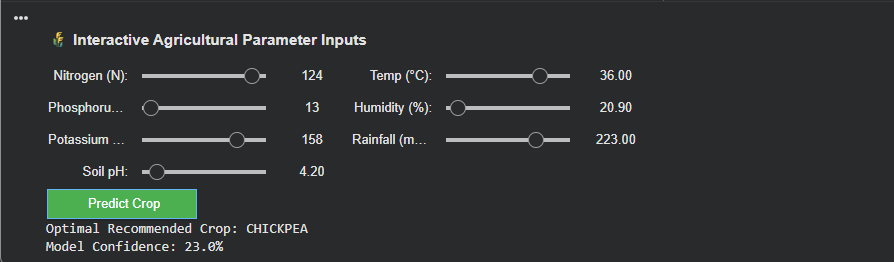 Interactive Agricultural Parameter Inputs
Nitrogen (N): 124 Temp (°C): 36.00
Phosphoru... 13 Humidity (%): 20.90
Potassium ... 158 Rainfall (m... 223.00
Soil pH: 4.20
Predict Crop
Optimal Recommended Crop: CHICKPEA
Model Confidence: 23.0%